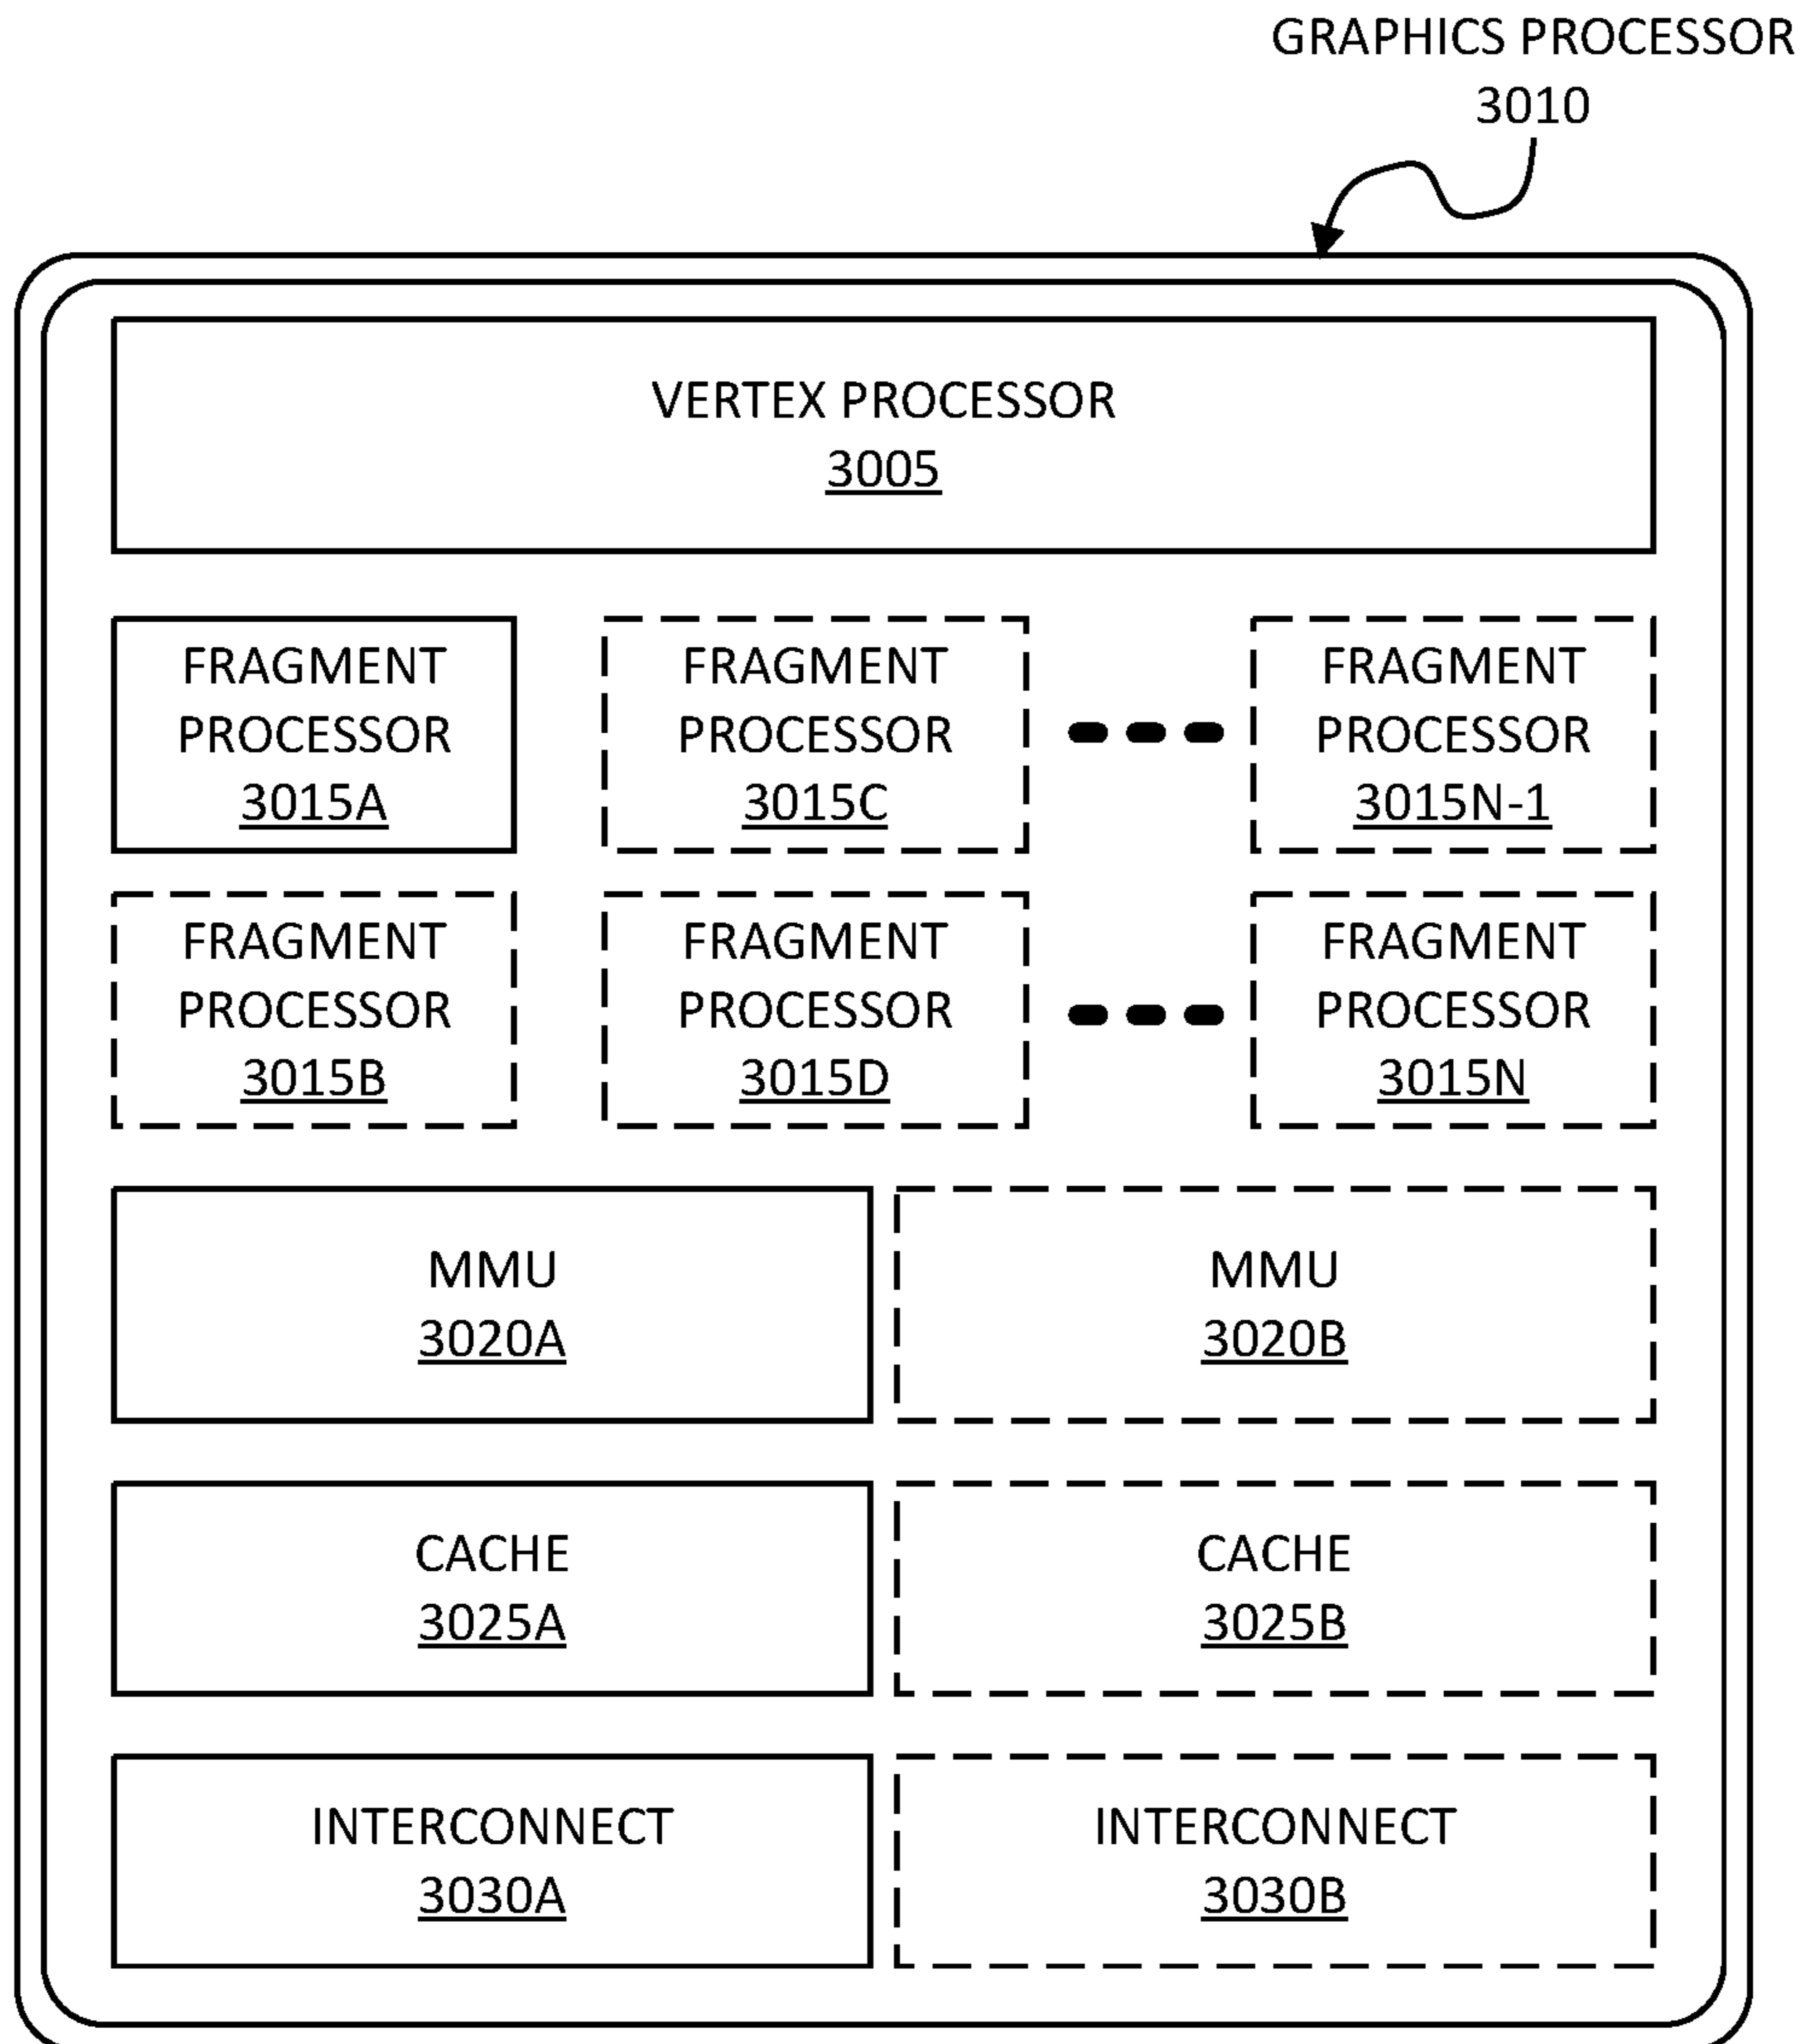 GRAPHICS PROCESSOR
3010
VERTEX PROCESSOR
3005
FRAGMENT
PROCESSOR
3015A
FRAGMENT
PROCESSOR
3015C
FRAGMENT
PROCESSOR
3015N-1
FRAGMENT
PROCESSOR
3015B
FRAGMENT
PROCESSOR
3015D
FRAGMENT
PROCESSOR
3015N
MMU
3020A
MMU
3020B
CACHE
3025A
CACHE
3025B
INTERCONNECT
3030A
INTERCONNECT
3030B